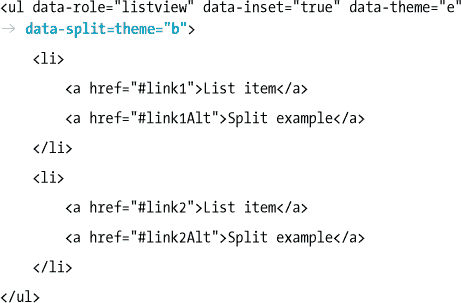 <ul data-role="listview" data-inset="true" data-theme="e"
→ data-split=theme="b">
<li>
<a href="#link1">List item</a>
<a href="#link1Alt">Split example</a>
</li>
<li>
<a href="#link2">List item</a>
<a href="#link2Alt">Split example</a>
</li>
</ul>